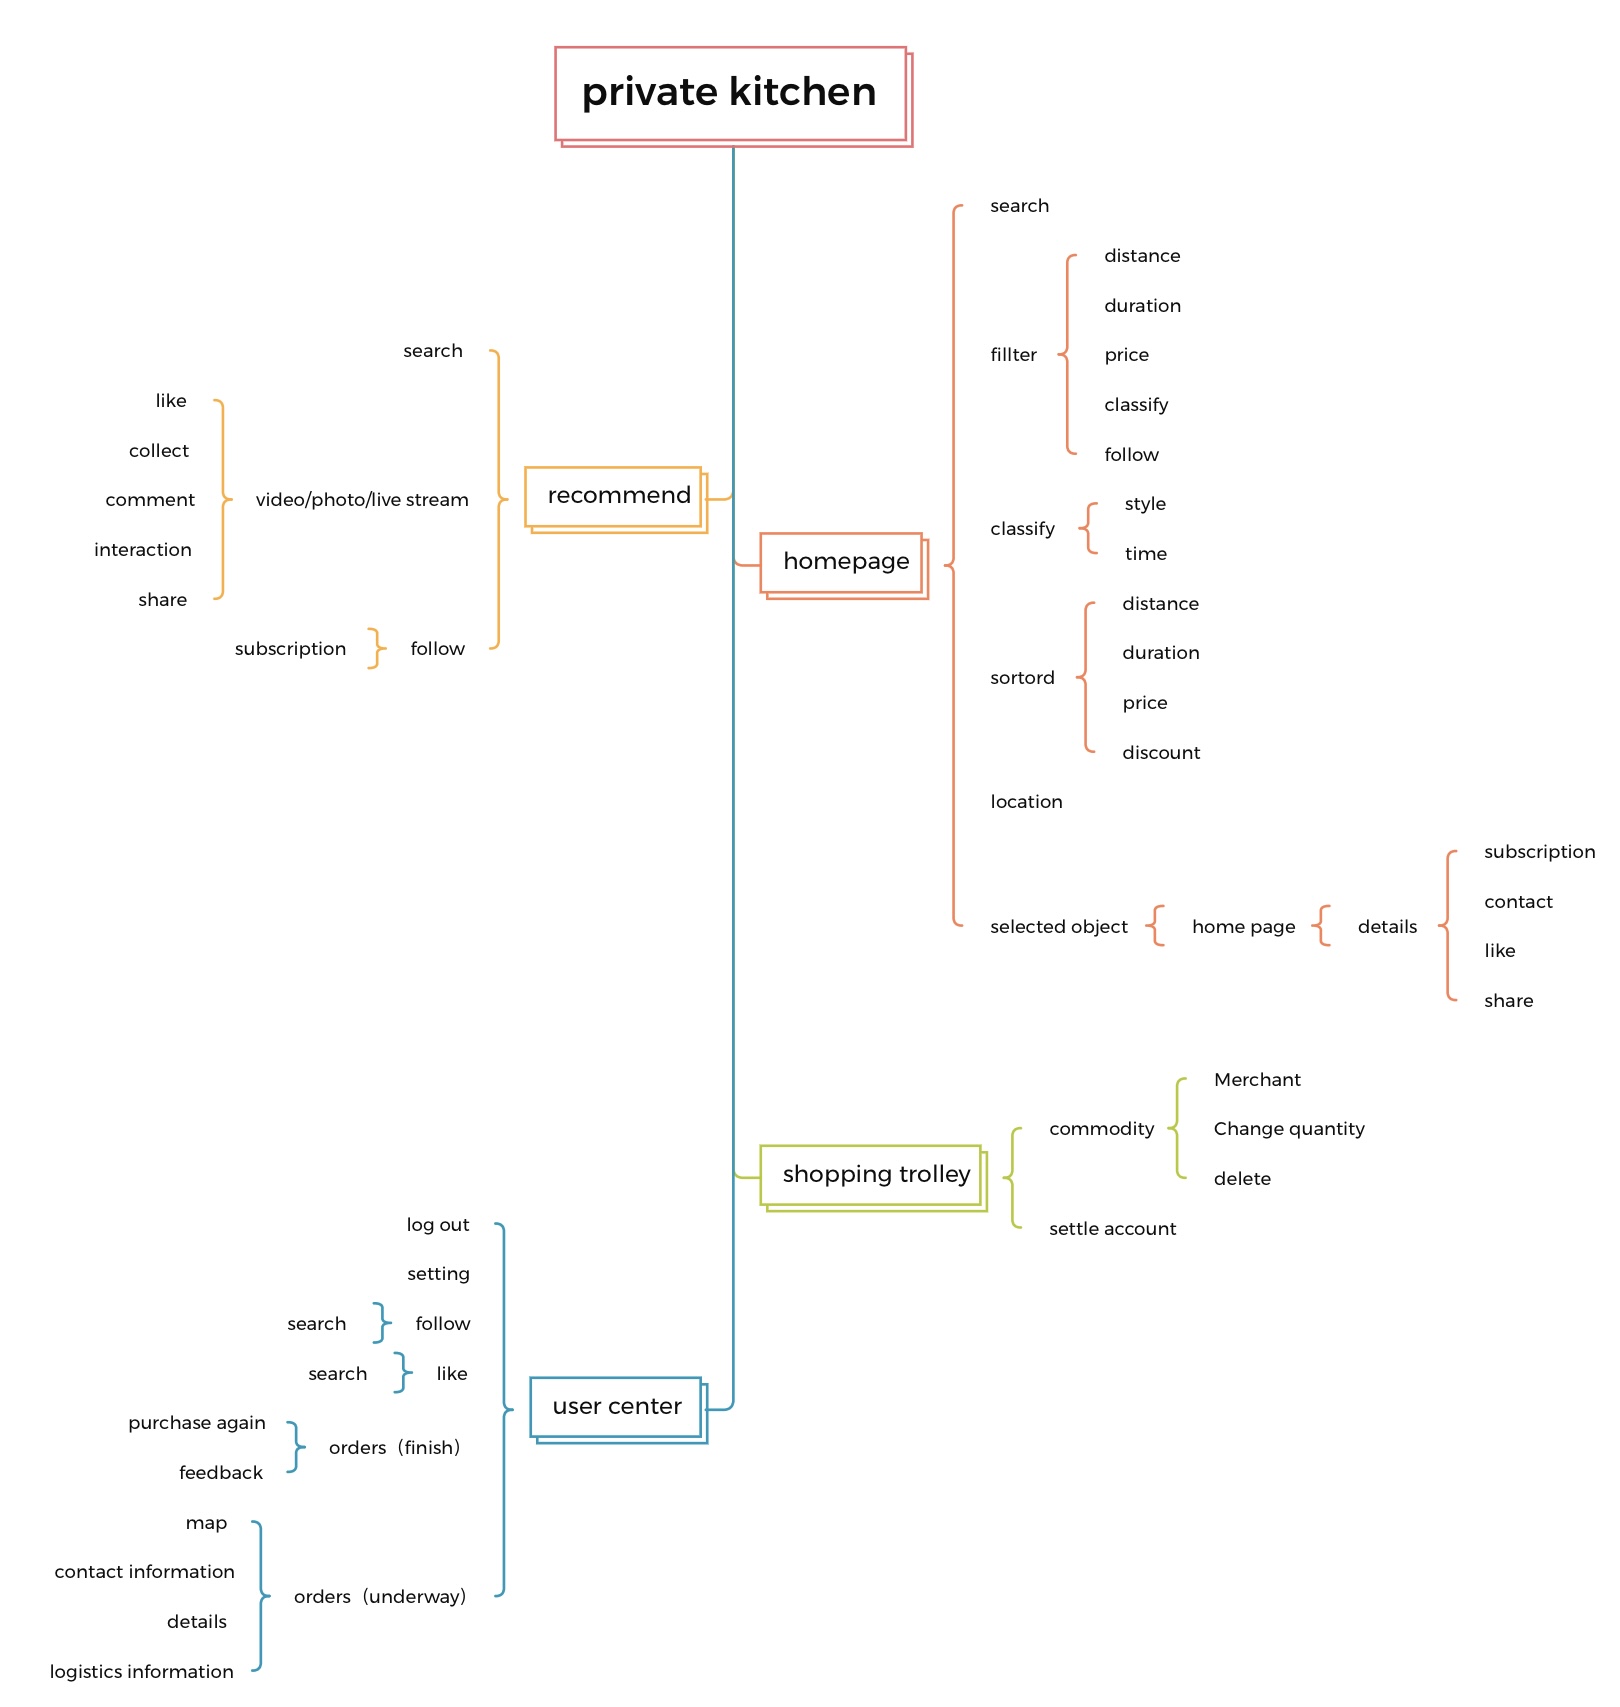 private kitchen
recommend
search
video/photo/live stream
like
collect
comment
interaction
share
follow
subscription
homepage
search
fillter
distance
duration
price
classify
follow
classify
style
time
sortord
distance
duration
price
discount
location
selected object
home page
details
subscription
contact
like
share
shopping trolley
commodity
Merchant
Change quantity
delete
settle account
user center
log out
setting
follow
search
like
search
orders（finish）
purchase again
feedback
orders（underway）
map
contact information
details
logistics information